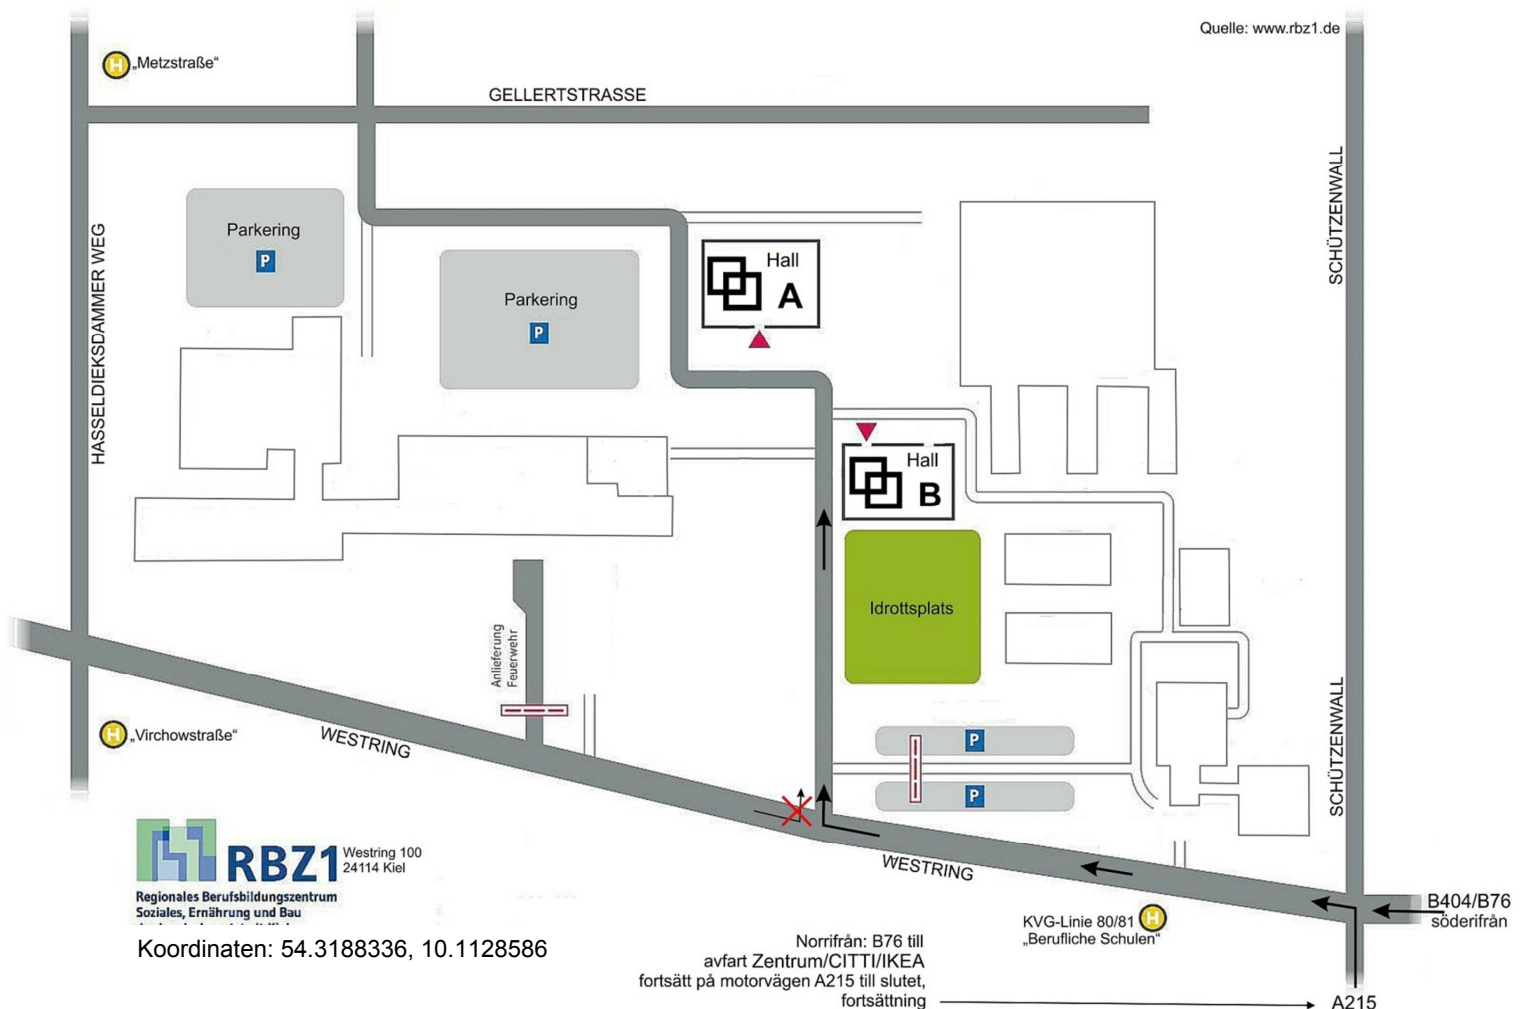 Quelle: www.rbz1.de
„Metzstraße“
GELLERTSTRASSE
SCHÜTZENWALL
HASSELDIEKSDAMMER WEG
Parkering
P
Parkering
P
Hall
A
Hall
B
Idrottsplats
Anlieferung
Feuerwehr
H
„Virchowstraße“
WESTRING
P
P
SCHÜTZENWALL
WESTRING
RBZ1
Westring 100
24114 Kiel
Regionales Berufsbildungszentrum
Soziales, Ernährung und Bau
Koordinaten: 54.3188336, 10.1128586
KVG-Linie 80/81 H
„Berufliche Schulen“
B404/B76
söderifrån
Norrifrån: B76 till
avfart Zentrum/CITTI/IKEA
fortsätt på motorvägen A215 till slutet,
fortsättning
A215